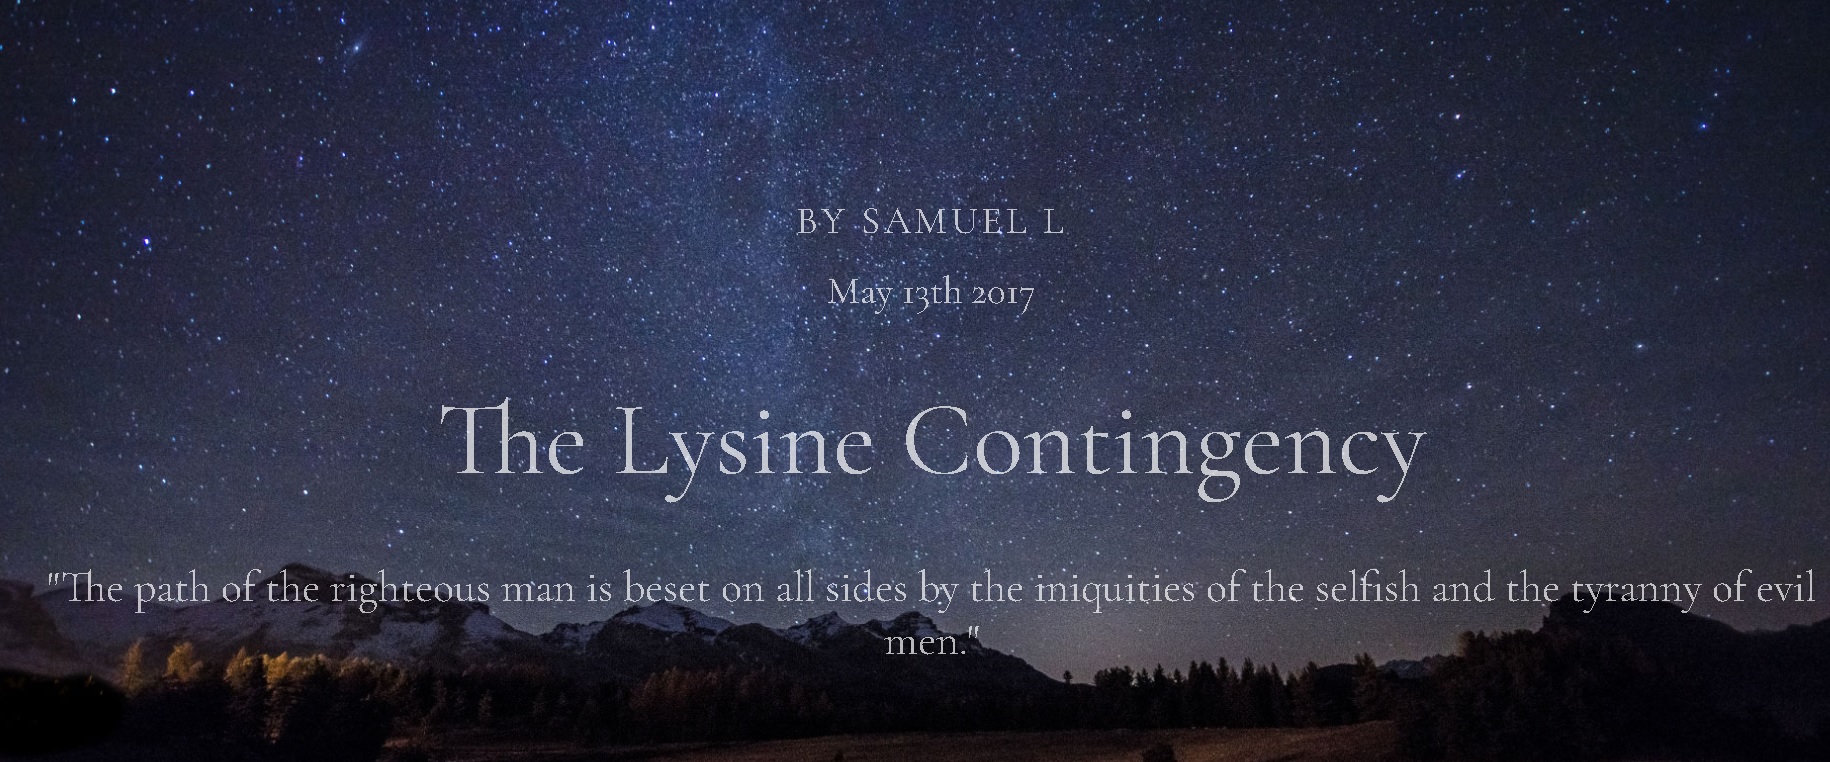 BY SAMUEL L
May 13th 2017
The Lysine Contingency
"The path of the righteous man is beset on all sides by the iniquities of the selfish and the tyranny of evil
men."